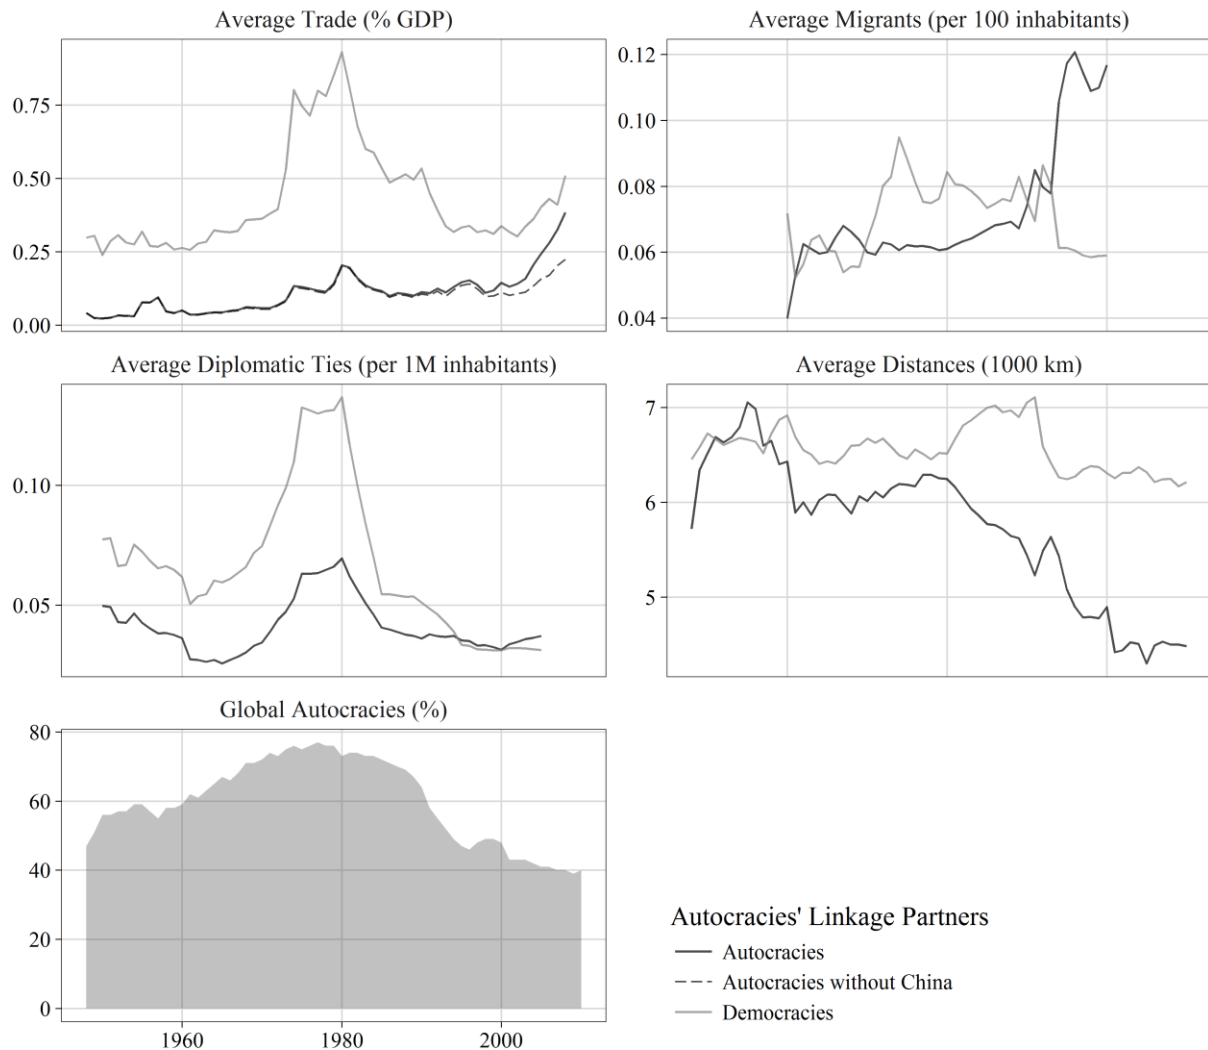 Average Trade (% GDP)
0.75
0.50
0.25
0.00
Average Migrants (per 100 inhabitants)
0.12
0.10
0.08
0.06
0.04
Average Diplomatic Ties (per 1M inhabitants)
0.10
0.05
Average Distances (1000 km)
7
6
5
Global Autocracies (%)
80
60
40
20
0
1960 1980 2000
Autocracies' Linkage Partners
Autocracies
Autocracies without China
Democracies